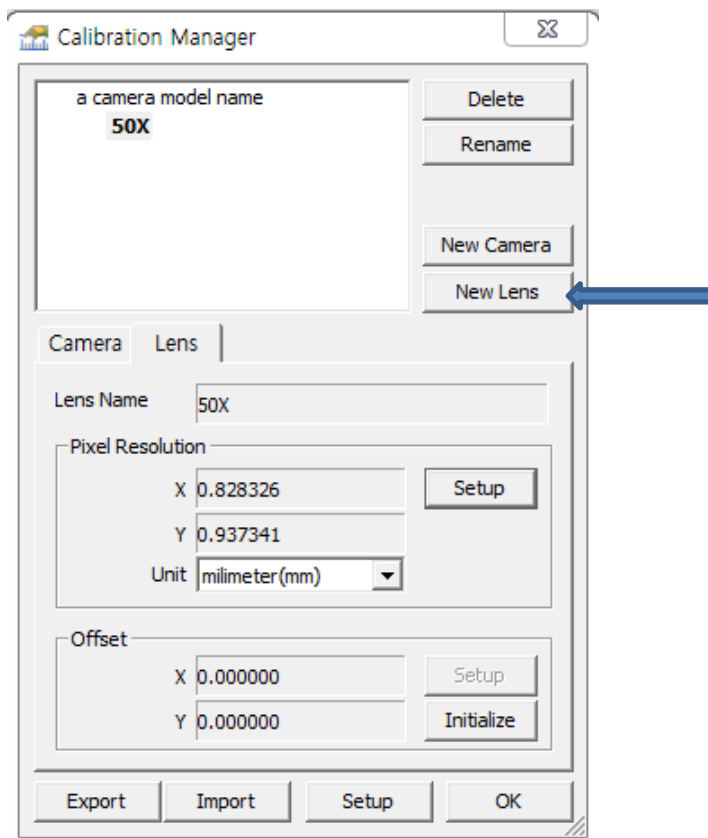 Calibration Manager
a camera model name
50X
Delete
Rename
New Camera
New Lens
Camera Lens
Lens Name 50X
Pixel Resolution
X 0.828326 Setup
Y 0.937341
Unit milimeter(mm)
Offset
X 0.000000 Setup
Y 0.000000 Initialize
Export Import Setup OK